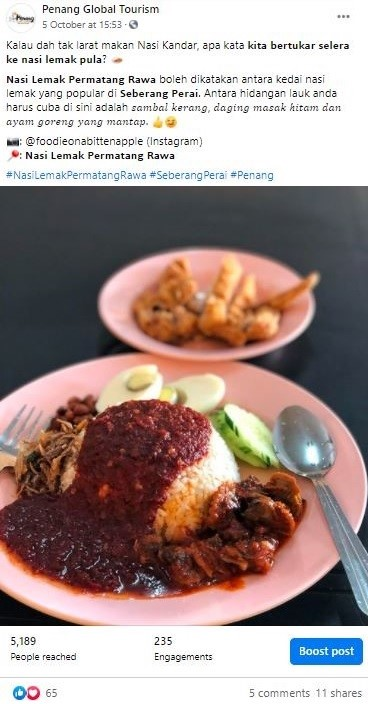 Penang Global Tourism
5 October at 15:53 ·
Kalau dah tak larat makan Nasi Kandar, apa kata kita bertukar selera
ke nasi lemak pula?
Nasi Lemak Permatang Rawa boleh dikatakan antara kedai nasi
lemak yang popular di Seberang Perai. Antara hidangan lauk anda
harus cuba di sini adalah sambal kerang, daging masak hitam dan
ayam goreng yang mantap.
: @foodieonabittenapple (Instagram)
: Nasi Lemak Permatang Rawa
#NasiLemakPermatangRawa #SeberangPerai #Penang
5,189 235
People reached Engagements
Boost post
65 5 comments 11 shares